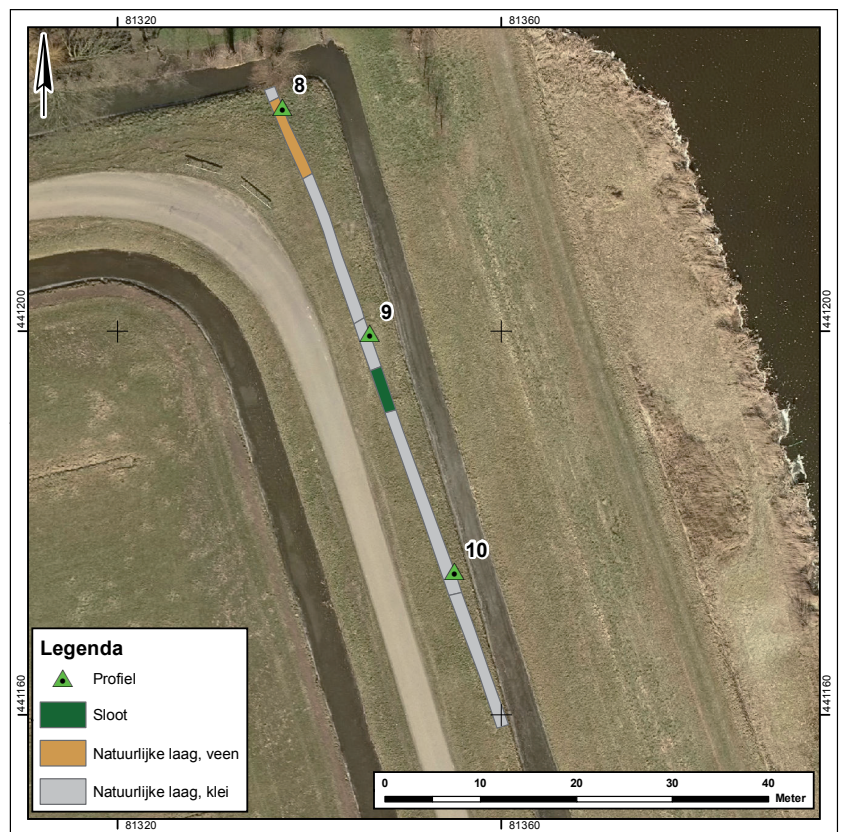 81320 81360
8
441200 441200
9
10
441160 441160
Legenda
Profiel
Sloot
Natuurlijke laag, veen
Natuurlijke laag, klei
0 10 20 30 40
Meter
81320 81360